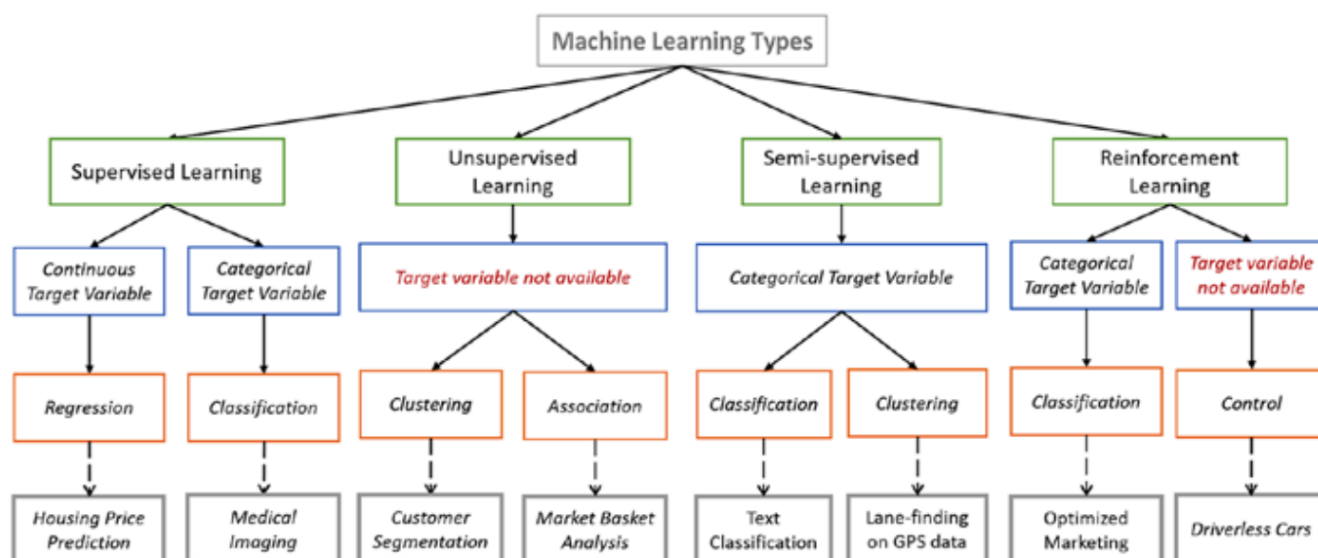 Machine Learning Types
Supervised Learning
Unsupervised
Learning
Semi-supervised
Learning
Reinforcement
Learning
Continuous
Target Variable
Categorical
Target Variable
Target variable not available
Categorical Target Variable
Categorical
Target Variable
Target variable
not available
Regression
Classification
Clustering
Association
Classification
Clustering
Classification
Control
Housing Price
Prediction
Medical
Imaging
Customer
Segmentation
Market Basket
Analysis
Text
Classification
Lane-finding
on GPS data
Optimized
Marketing
Driverless Cars